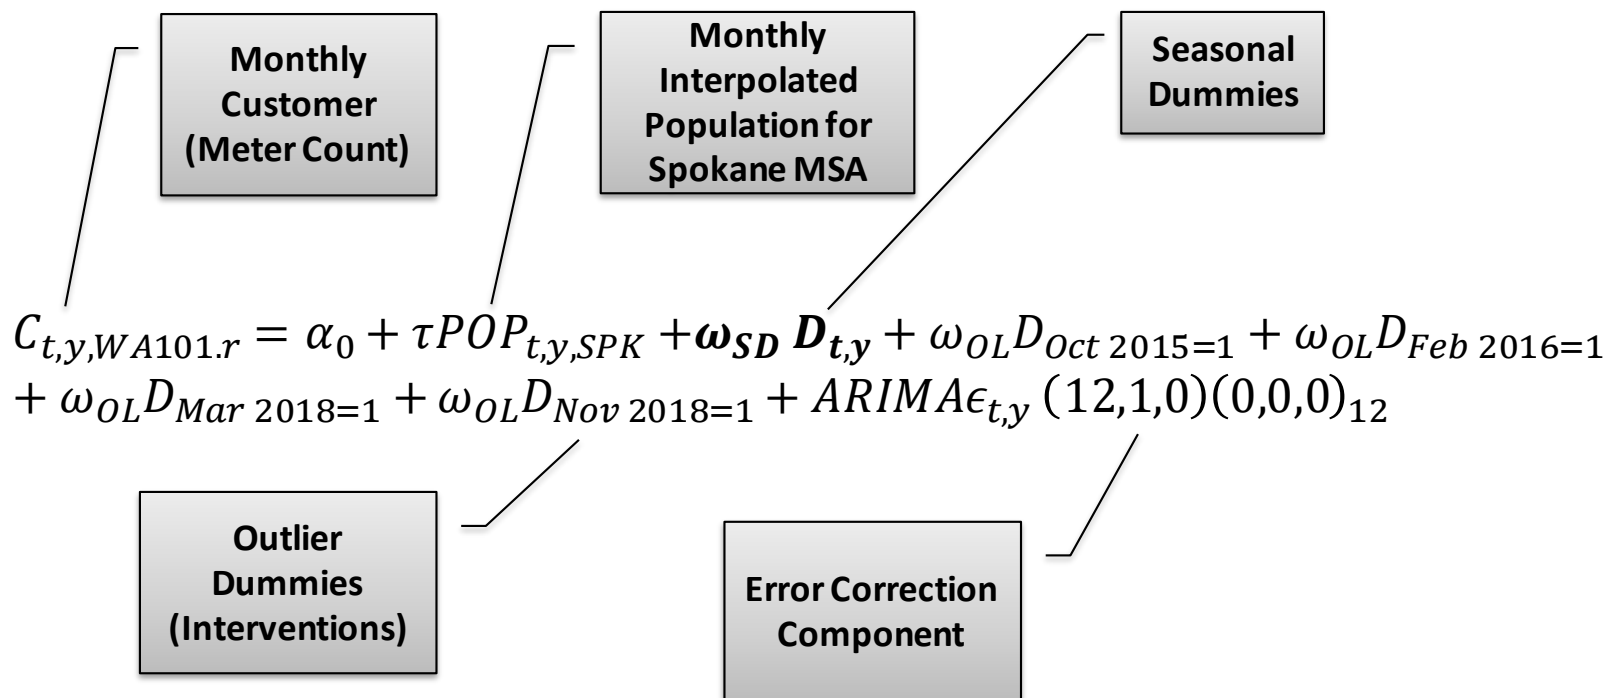 Monthly
Customer
(Meter Count)
Monthly
Interpolated
Population for
Spokane MSA
Seasonal
Dummies
C_{t,y,WA101.r} = α_0 + τPOP_{t,y,SPK} + ω_{SD} D_{t,y} + ω_{OL}D_{Oct 2015=1} + ω_{OL}D_{Feb 2016=1}
+ ω_{OL}D_{Mar 2018=1} + ω_{OL}D_{Nov 2018=1} + ARIMAϵ_{t,y} (12,1,0)(0,0,0)_{12}
Outlier
Dummies
(Interventions)
Error Correction
Component